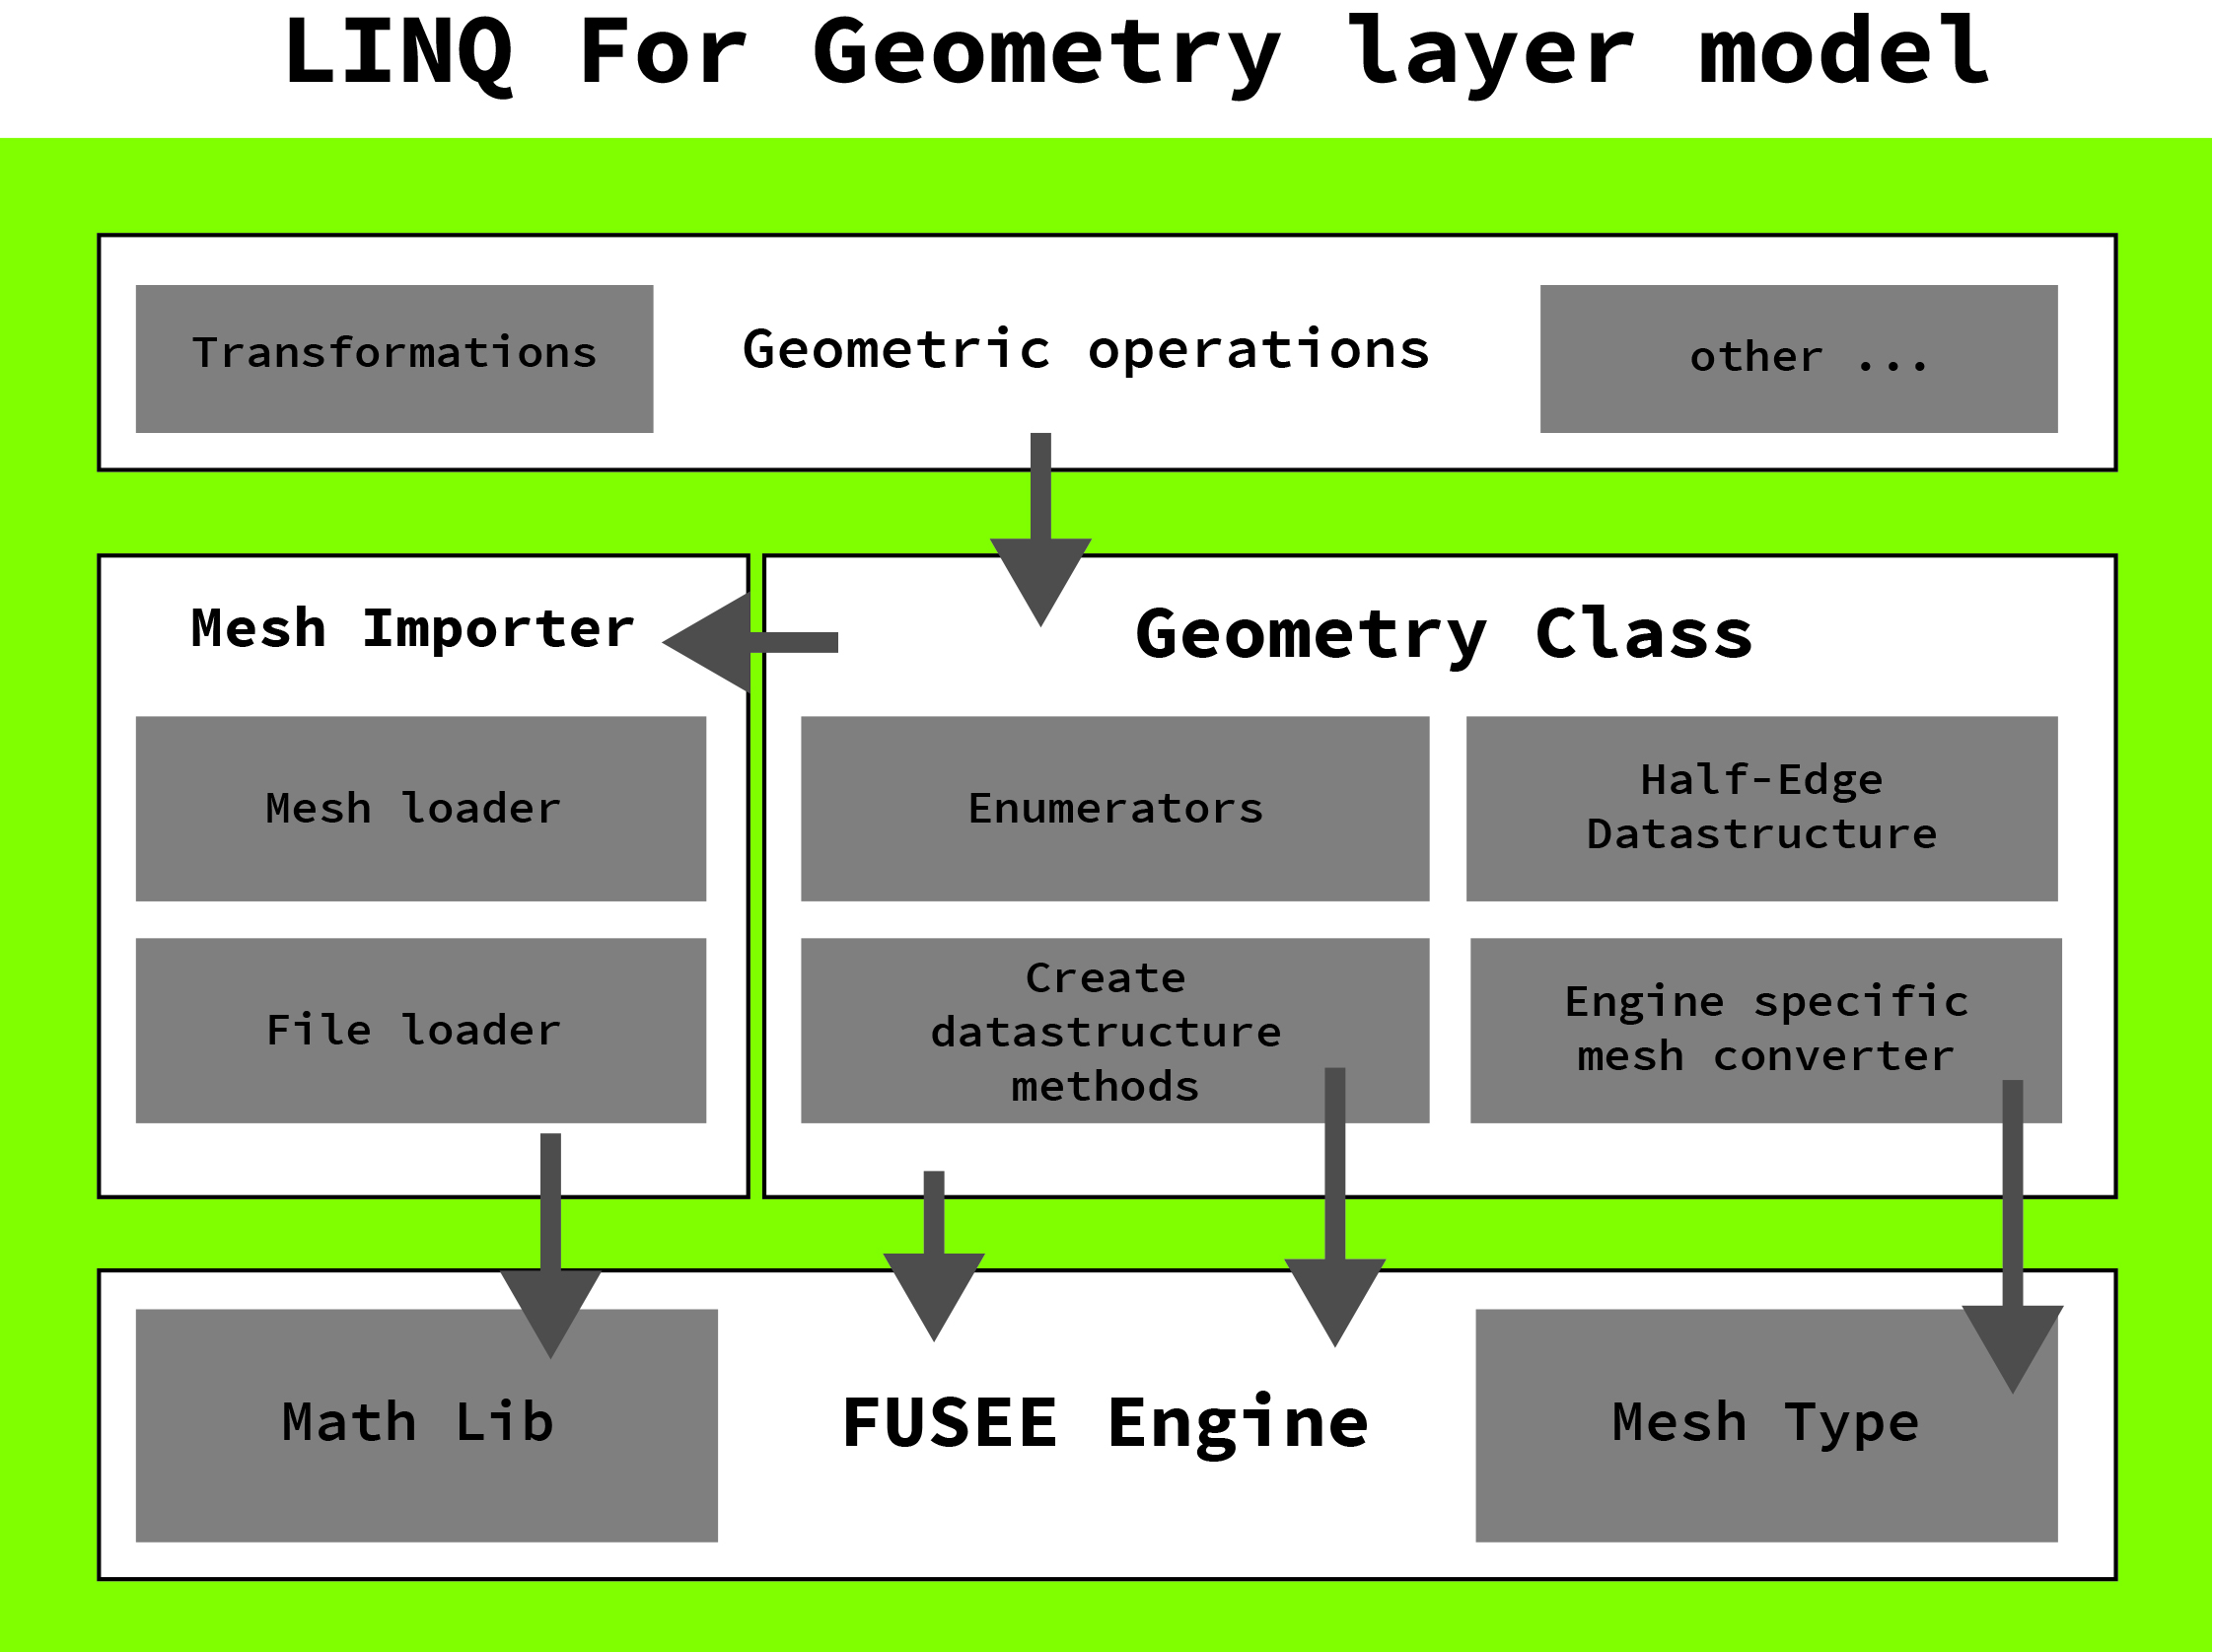 LINQ For Geometry layer model
Transformations
Geometric operations
other ...
Mesh Importer
Geometry Class
Mesh loader
Enumerators
Half-Edge
Datastructure
File loader
Create
datastructure
methods
Engine specific
mesh converter
Math Lib
FUSEE Engine
Mesh Type